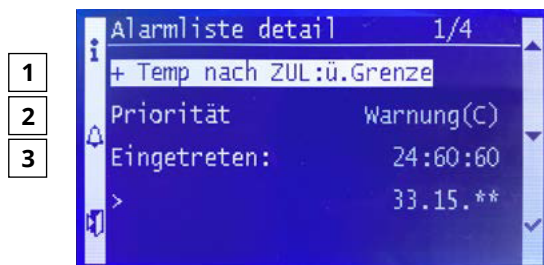 Alarmliste detail 1/4
1 + Temp nach ZUL:ü.Grenze
2 Priorität Warnung(C)
3 Eingetreten: 24:60:60
> 33.15.**